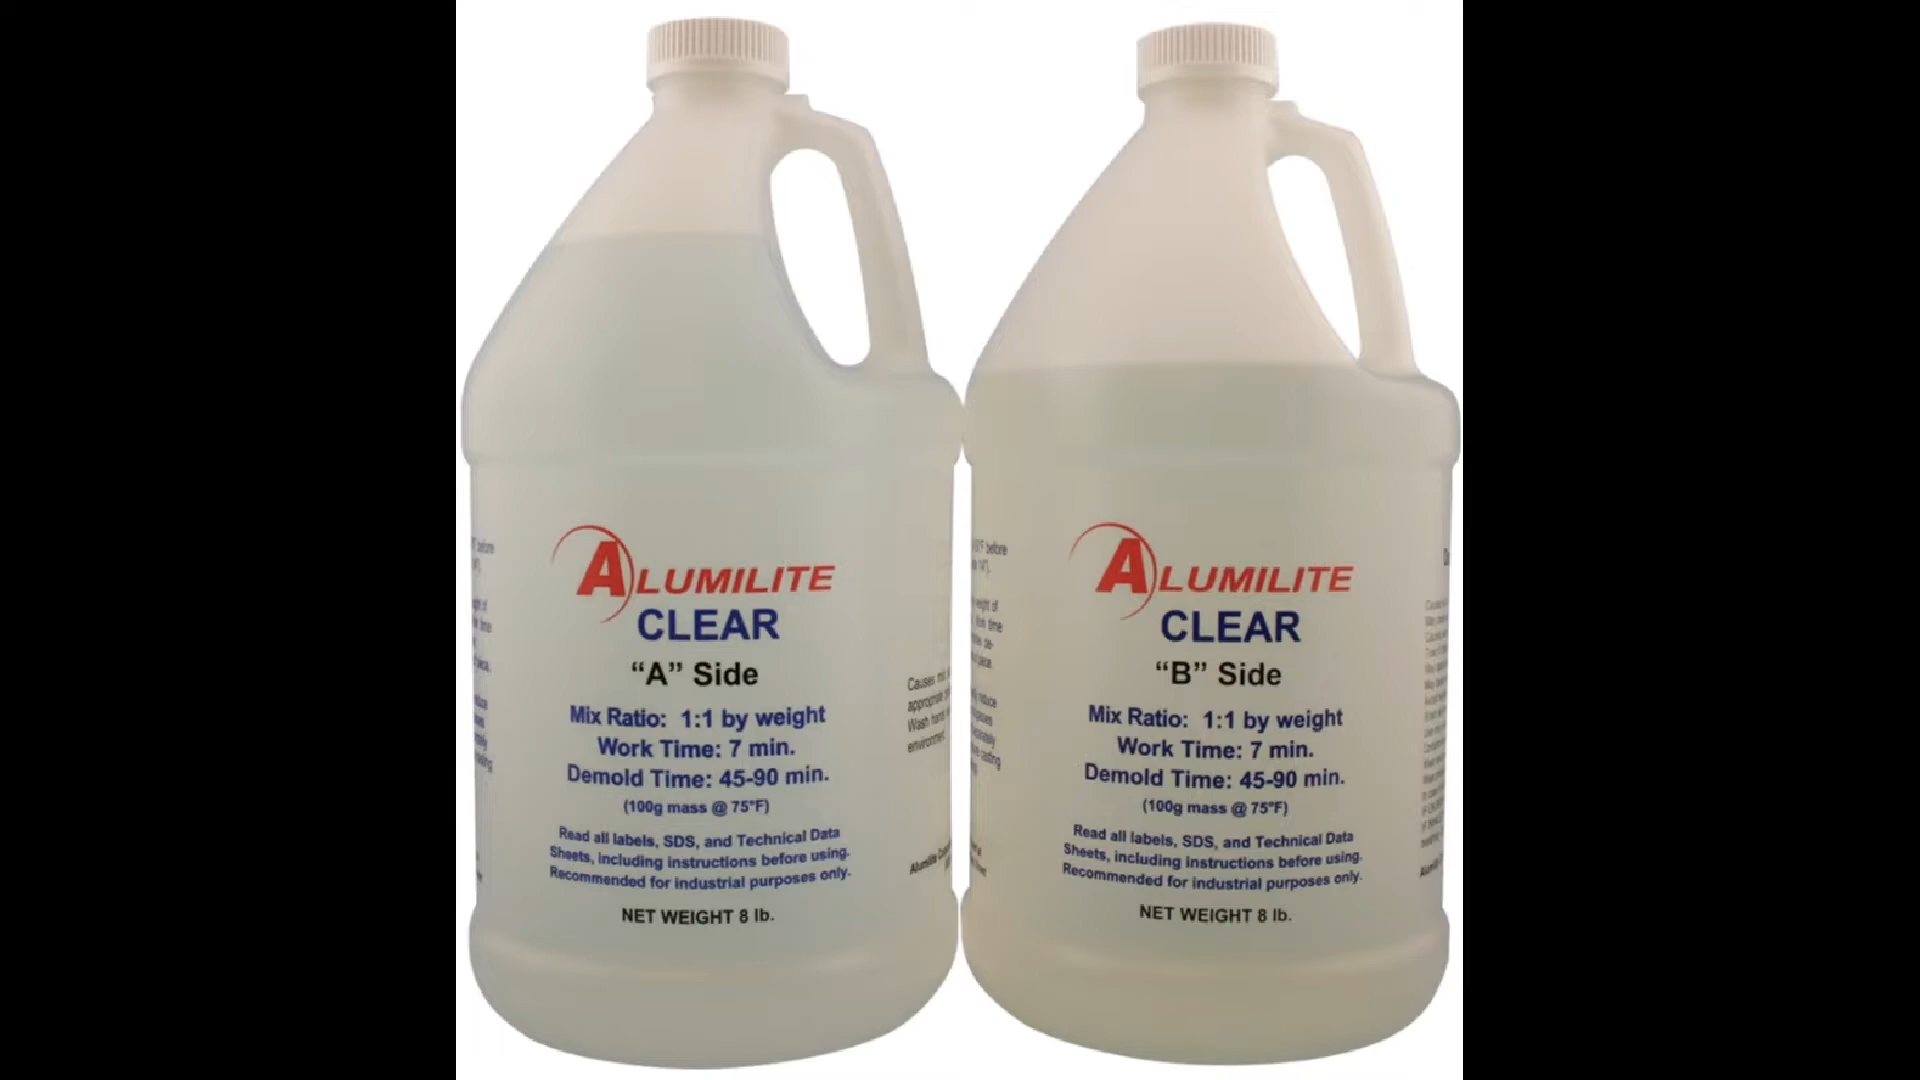 ALUMILITE
CLEAR
“A” Side
Mix Ratio: 1:1 by weight
Work Time: 7 min.
Demold Time: 45-90 min.
(100g mass @ 75°F)
Read all labels, SDS, and Technical Data
Sheets, including instructions before using.
Recommended for industrial purposes only.
NET WEIGHT 8 lb.
Causes
appropriate
Wash
environment.
ALUMILITE
CLEAR
“B” Side
Mix Ratio: 1:1 by weight
Work Time: 7 min.
Demold Time: 45-90 min.
(100g mass @ 75°F)
Read all labels, SDS, and Technical Data
Sheets, including instructions before using.
Recommended for industrial purposes only.
NET WEIGHT 8 lb.